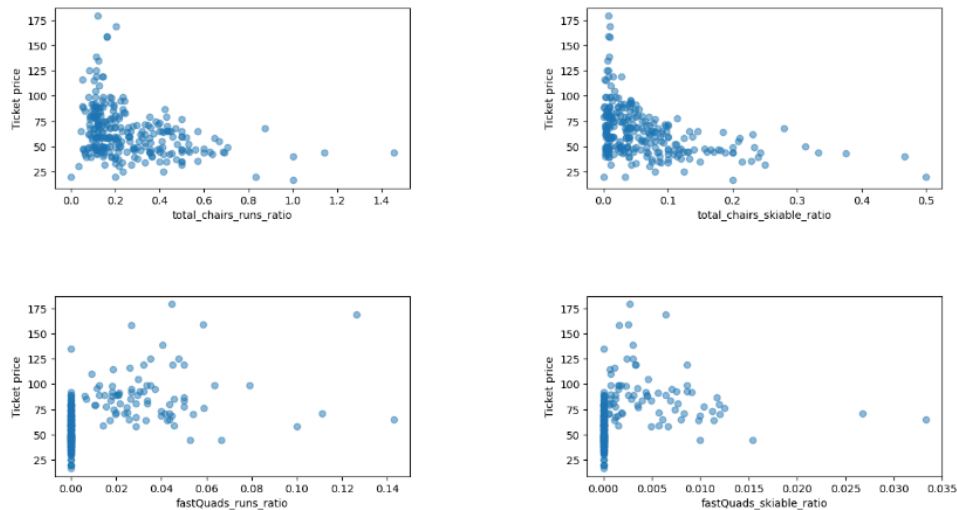 175
150
125
100
75
50
25
Ticket price
0.0 0.2 0.4 0.6 0.8 1.0 1.2 1.4
total_chairs_runs_ratio
175
150
125
100
75
50
25
Ticket price
0.0 0.1 0.2 0.3 0.4 0.5
total_chairs_skiable_ratio
175
150
125
100
75
50
25
Ticket price
0.00 0.02 0.04 0.06 0.08 0.10 0.12 0.14
fastQuads_runs_ratio
175
150
125
100
75
50
25
Ticket price
0.000 0.005 0.010 0.015 0.020 0.025 0.030 0.035
fastQuads_skiable_ratio